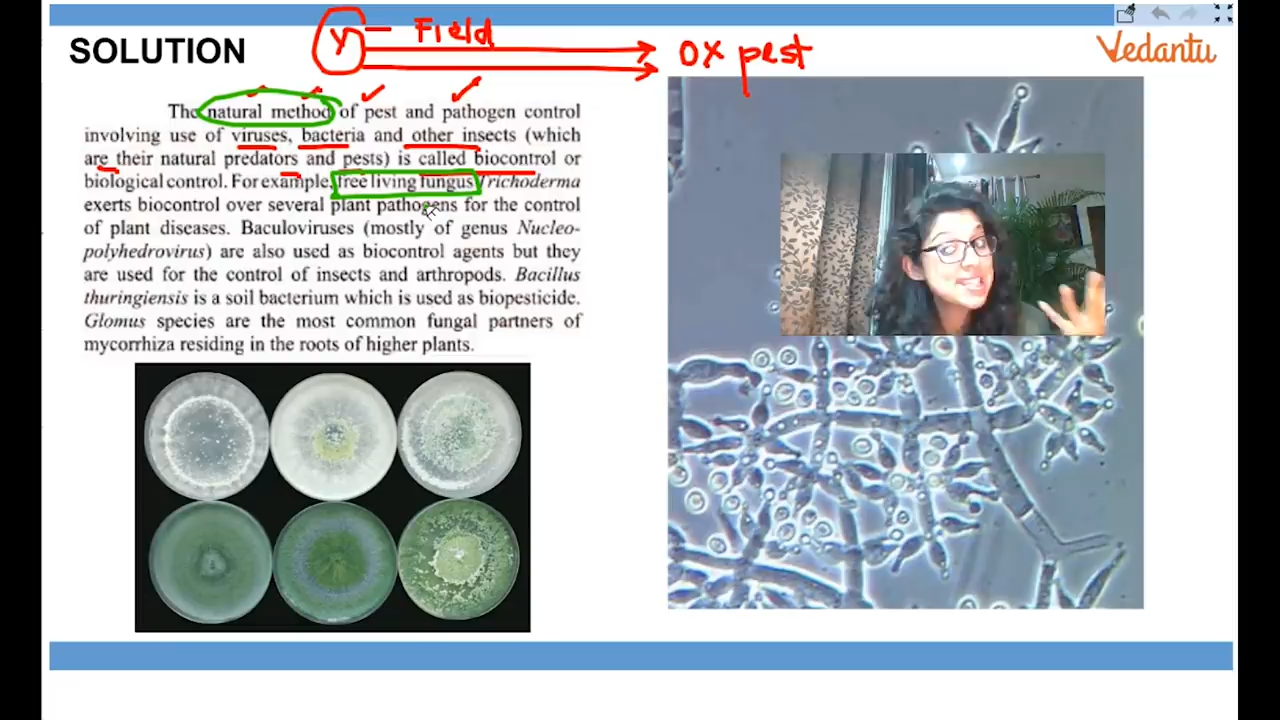 Y — Field
OX pest
SOLUTION
Vedantu
The natural method of pest and pathogen control
involving use of viruses, bacteria and other insects (which
are their natural predators and pests) is called biocontrol or
biological control. For example, free living fungus Trichoderma
exerts biocontrol over several plant pathogens for the control
of plant diseases. Baculoviruses (mostly of genus Nucleo-
polyhedrovirus) are also used as biocontrol agents but they
are used for the control of insects and arthropods. Bacillus
thuringiensis is a soil bacterium which is used as biopesticide.
Glomus species are the most common fungal partners of
mycorrhiza residing in the roots of higher plants.